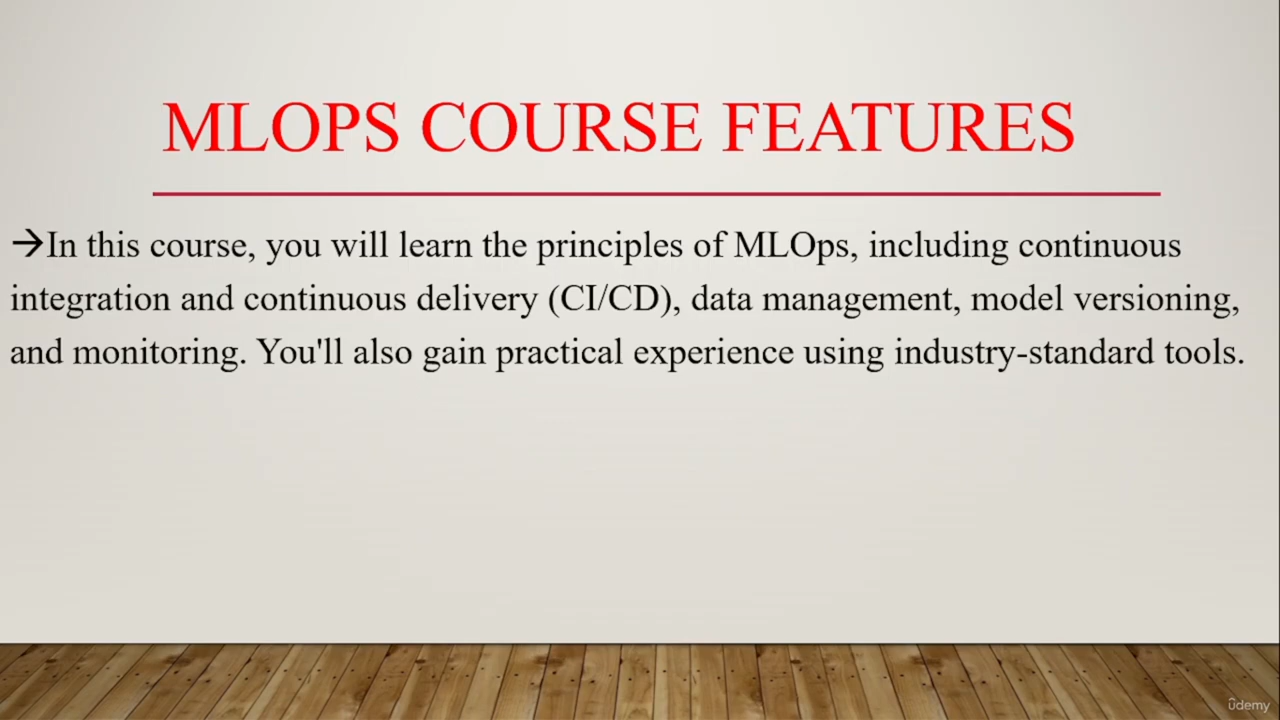 MLOPS COURSE FEATURES
→In this course, you will learn the principles of MLOps, including continuous
integration and continuous delivery (CI/CD), data management, model versioning,
and monitoring. You'll also gain practical experience using industry-standard tools.
ûdemy